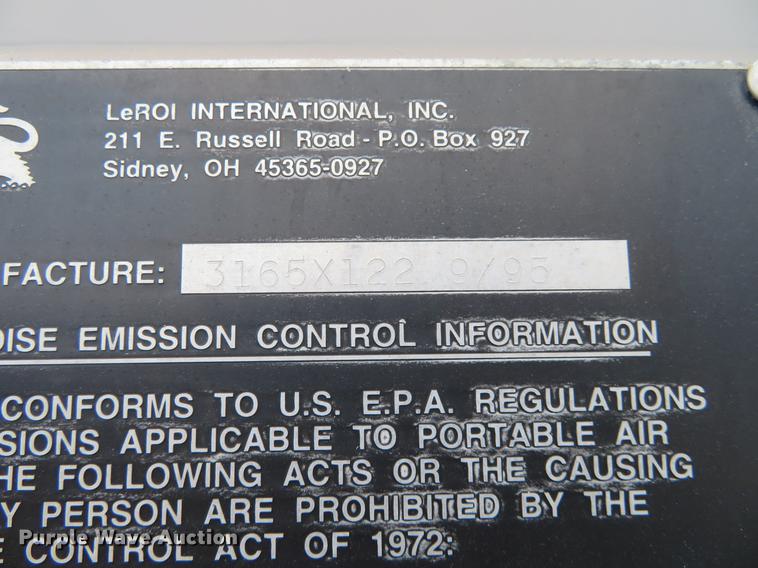 LeROI INTERNATIONAL, INC.
211 E. Russell Road - P.O. Box 927
Sidney, OH 45365-0927
FACTURE: 3165X122 9/95
OISE EMISSION CONTROL INFORMATION
CONFORMS TO U.S. E.P.A. REGULATIONS
SIONS APPLICABLE TO PORTABLE AIR
HE FOLLOWING ACTS OR THE CAUSING
Y PERSON ARE PROHIBITED BY THE
E CONTROL ACT OF 1972:
Purple Wave Auction